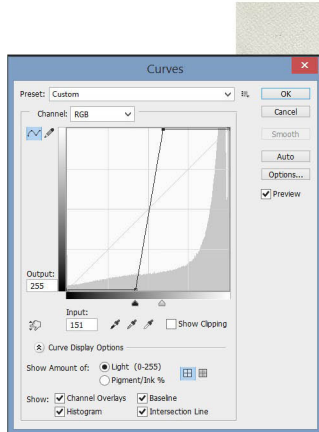 Curves
Preset: Custom
OK
Channel: RGB
Cancel
Smooth
Auto
Options...
Preview
Output:
255
Input:
151
Show Clipping
Curve Display Options
Show Amount of: Light (0-255)
Pigment/Ink %
Show: Channel Overlays Baseline
Histogram Intersection Line